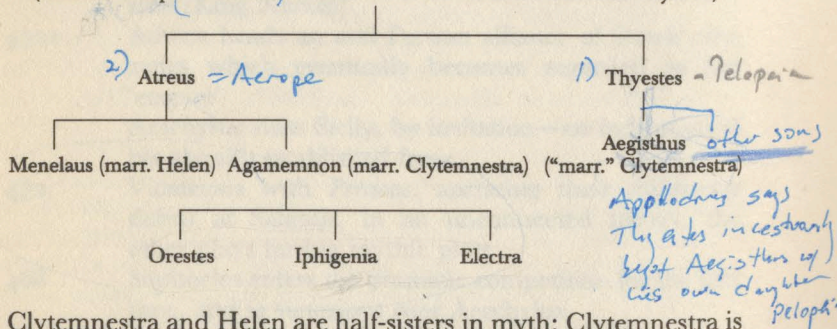 2) Atreus = Aerope 1) Thyestes - Pelopaia
Aegisthus other sons
Menelaus (marr. Helen) Agamemnon (marr. Clytemnestra) ("marr." Clytemnestra)
Apollodrus says
Thyestes incestuously
begot Aegisthus w/
his own daughter
Pelopia
Orestes Iphigenia Electra
Clytemnestra and Helen are half-sisters in myth; Clytemnestra is